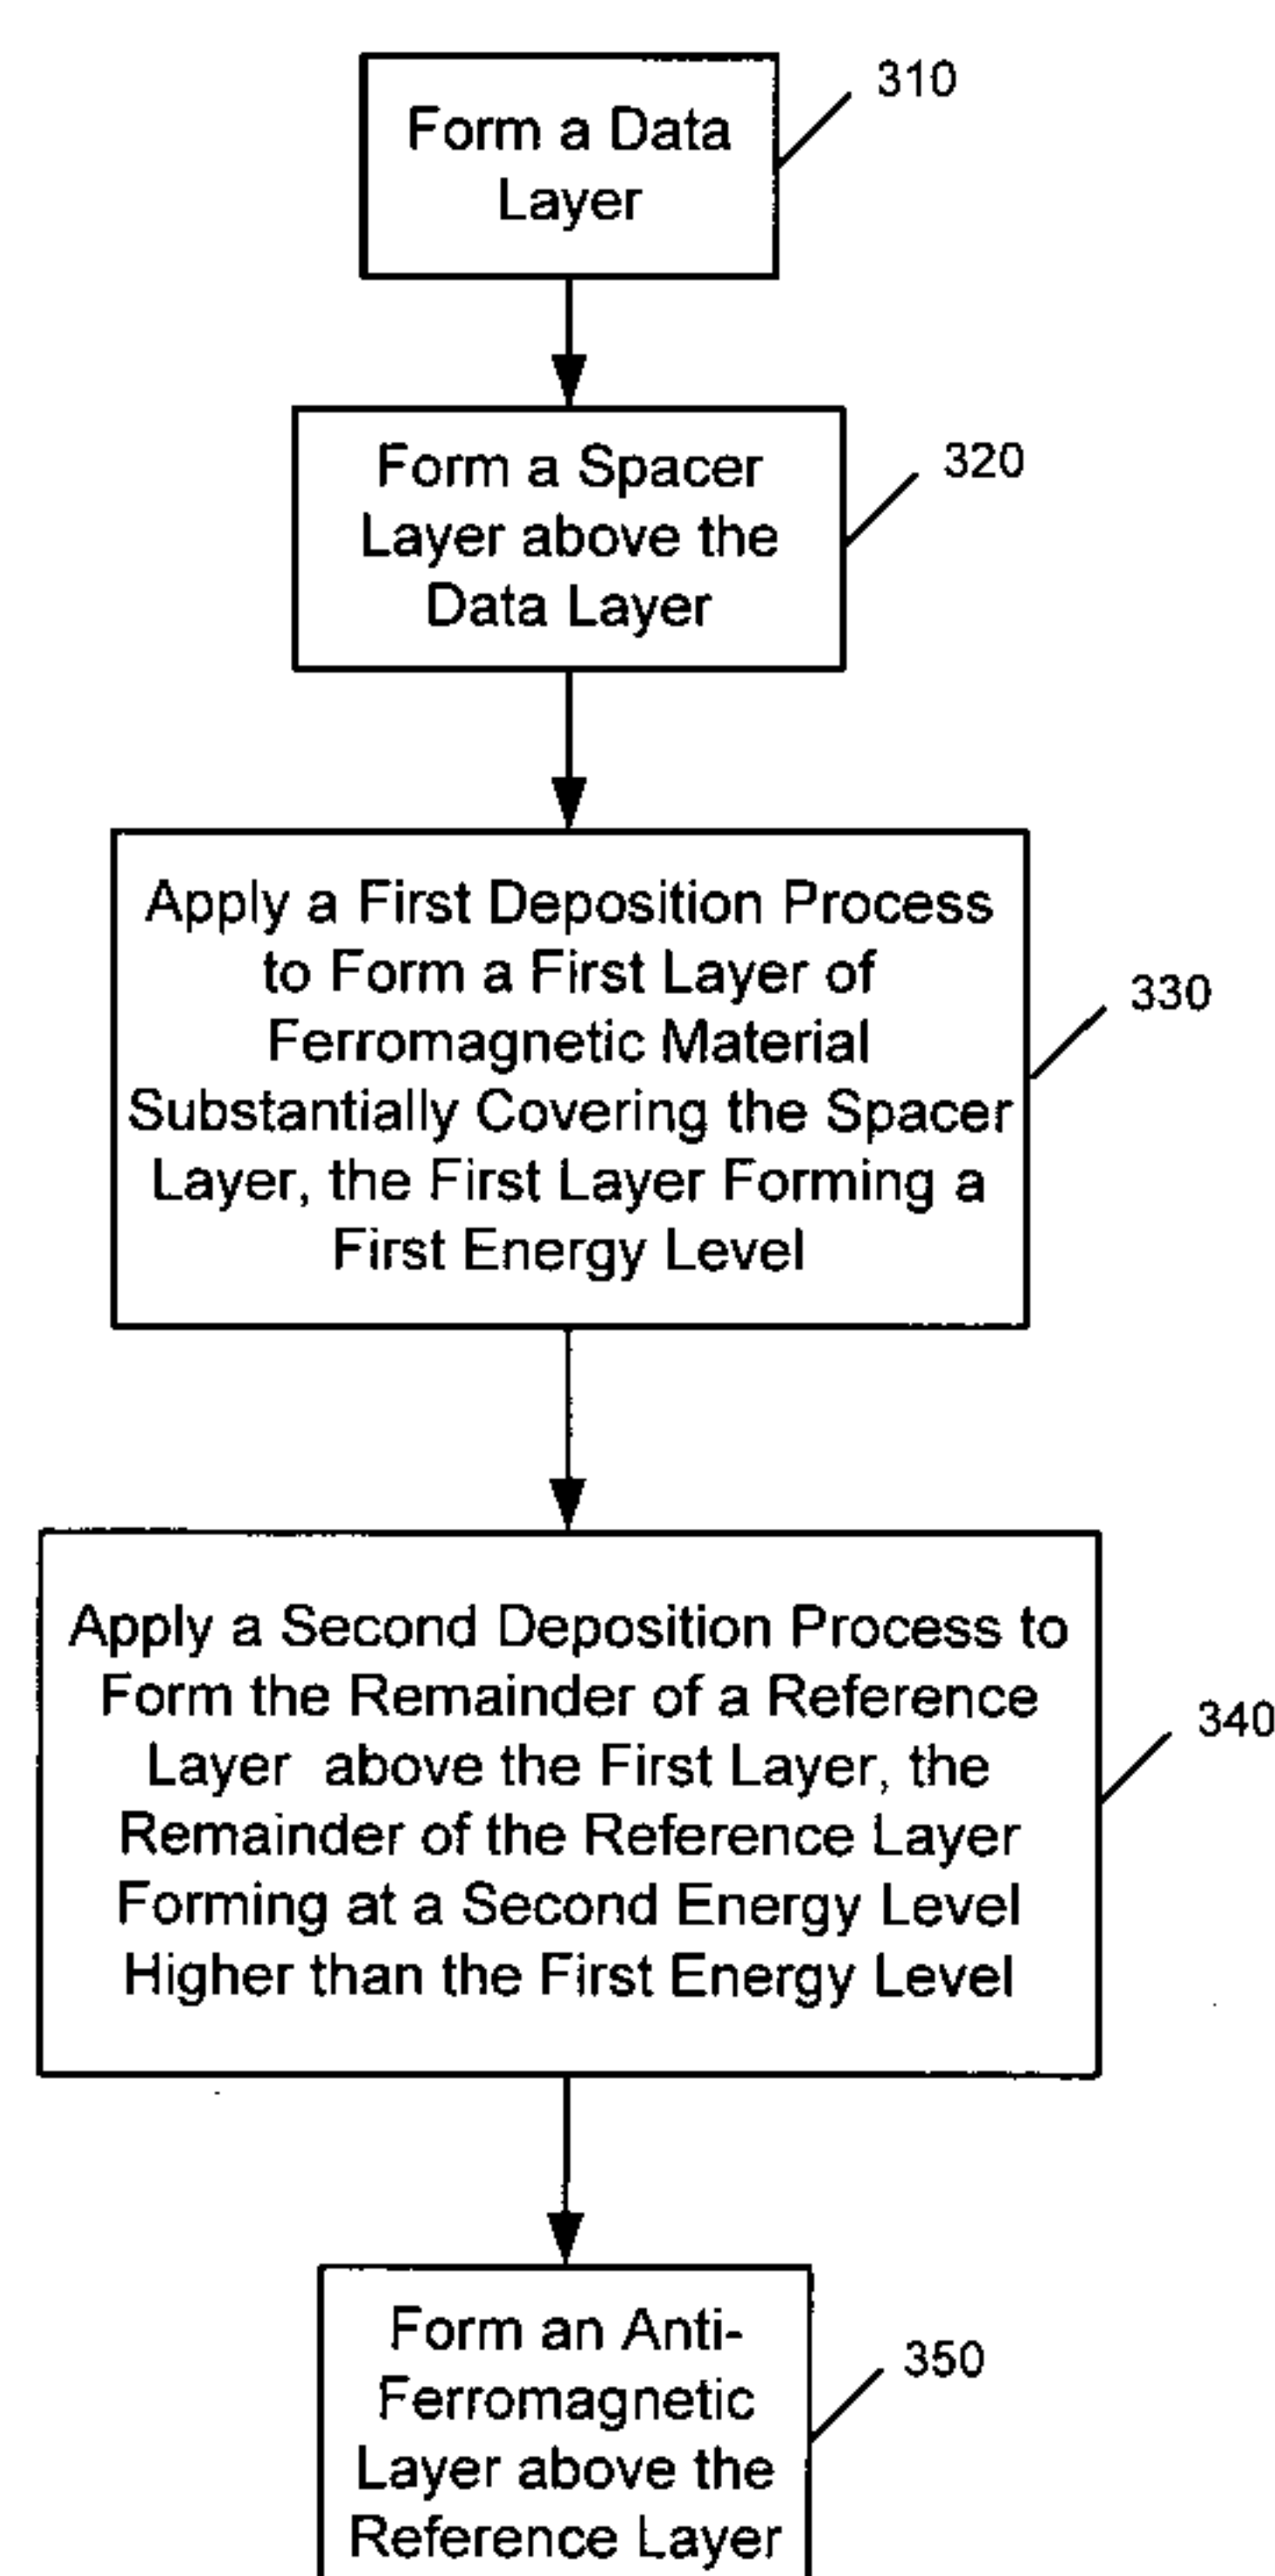 310
Form a Data
Layer
320
Form a Spacer
Layer above the
Data Layer
330
Apply a First Deposition Process
to Form a First Layer of
Ferromagnetic Material
Substantially Covering the Spacer
Layer, the First Layer Forming a
First Energy Level
340
Apply a Second Deposition Process to
Form the Remainder of a Reference
Layer above the First Layer, the
Remainder of the Reference Layer
Forming at a Second Energy Level
Higher than the First Energy Level
350
Form an Anti-
Ferromagnetic
Layer above the
Reference Layer